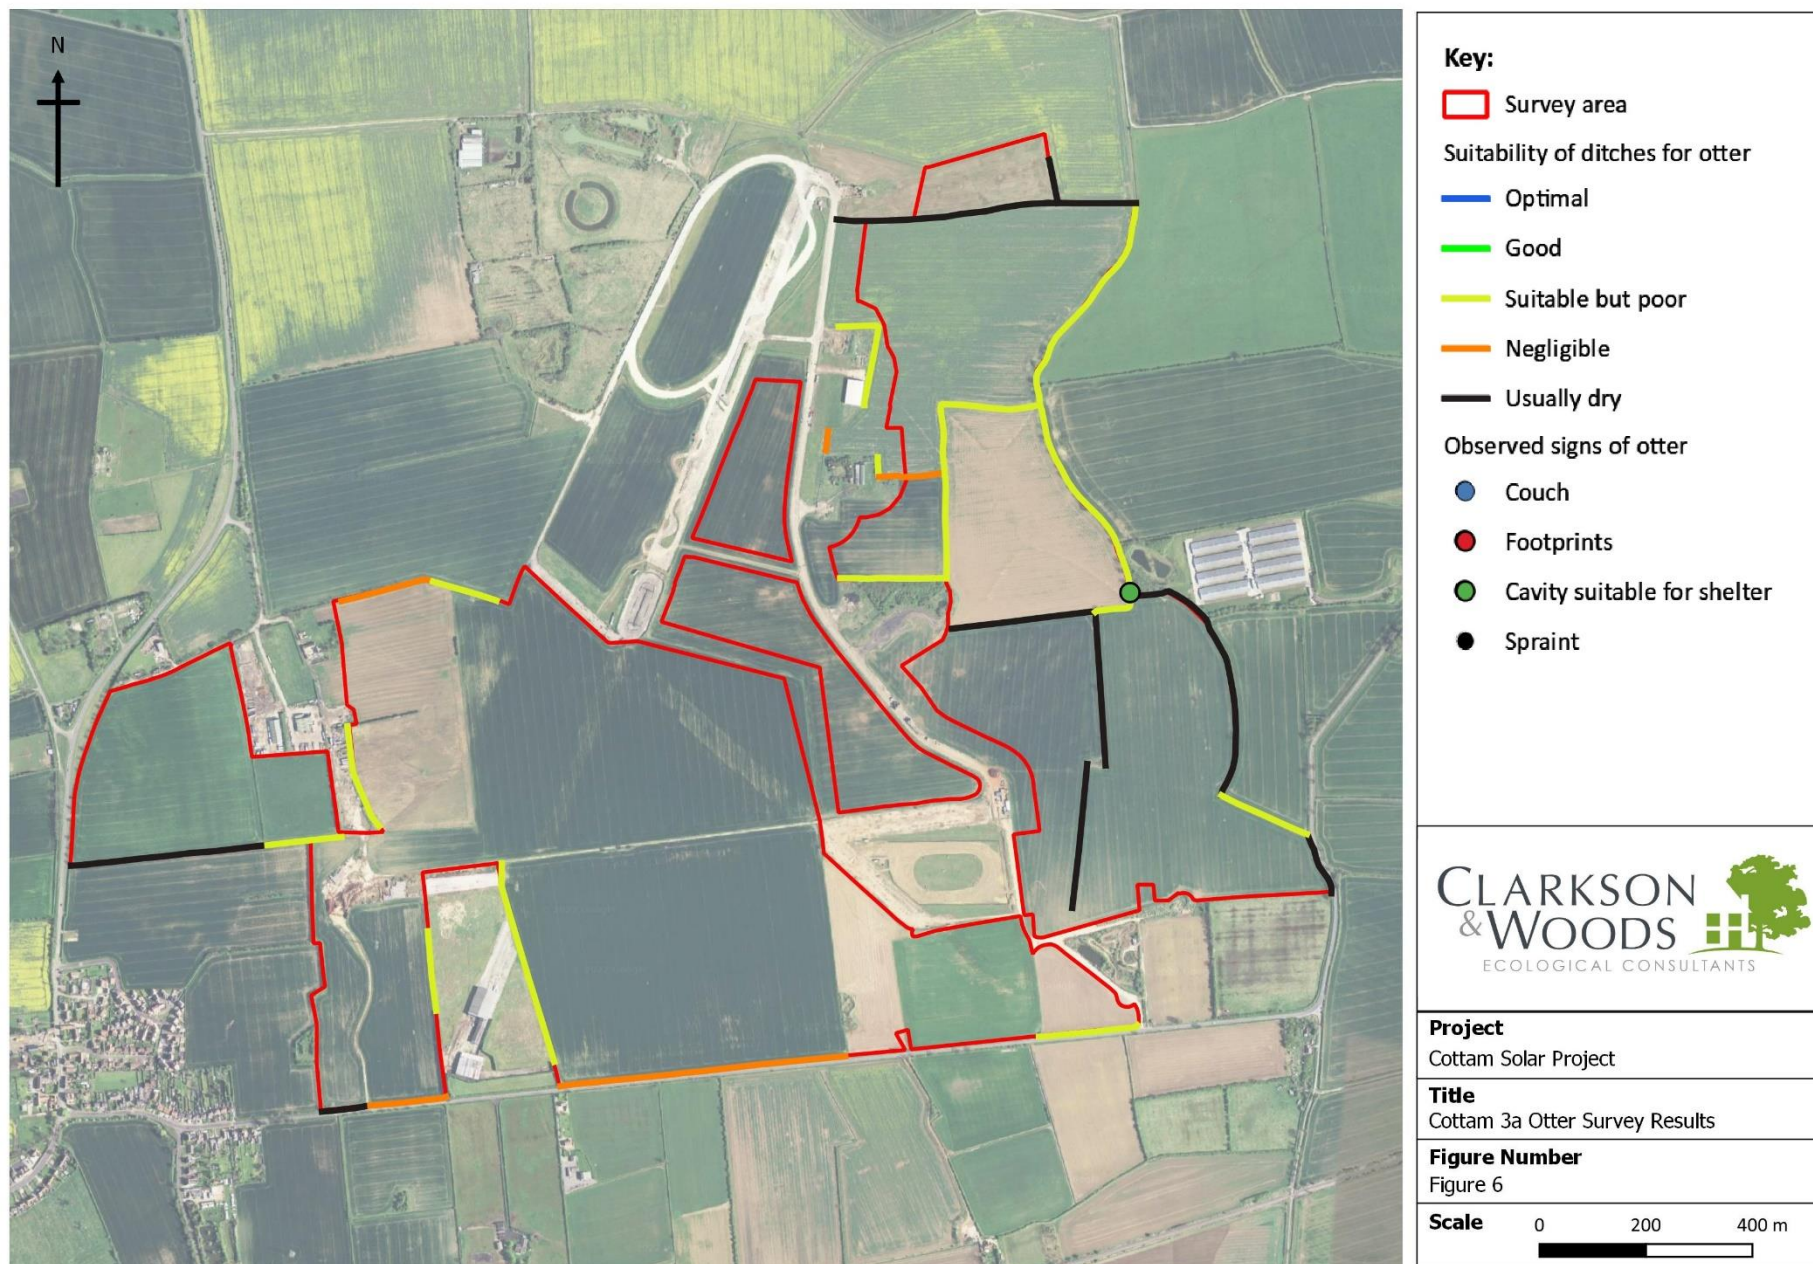 N
Key:
Survey area
Suitability of ditches for otter
Optimal
Good
Suitable but poor
Negligible
Usually dry
Observed signs of otter
Couch
Footprints
Cavity suitable for shelter
Spraint
CLARKSON
&WOODS
ECOLOGICAL CONSULTANTS
Project
Cottam Solar Project
Title
Cottam 3a Otter Survey Results
Figure Number
Figure 6
Scale 0 200 400 m